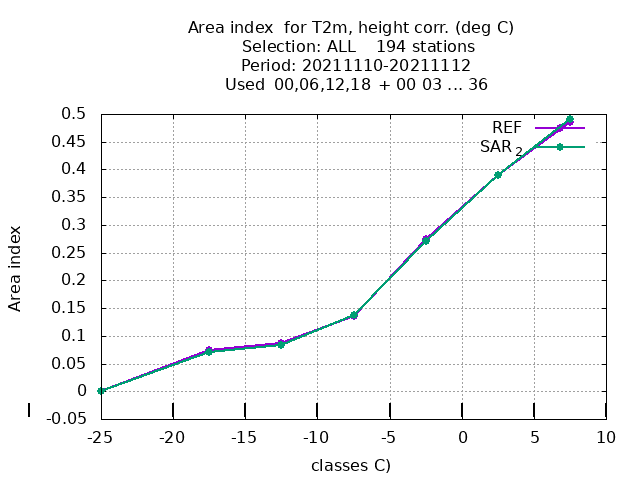 Area index  for T2m, height corr. (deg C)
Selection: ALL    194 stations
Period: 20211110-20211112
Used  00,06,12,18  + 00 03 ... 36
REF
SAR 2
0.5
0.45
0.4
0.35
0.3
0.25
0.2
0.15
0.1
0.05
0
-0.05
Area index
-25 -20 -15 -10 -5 0 5 10
classes C)